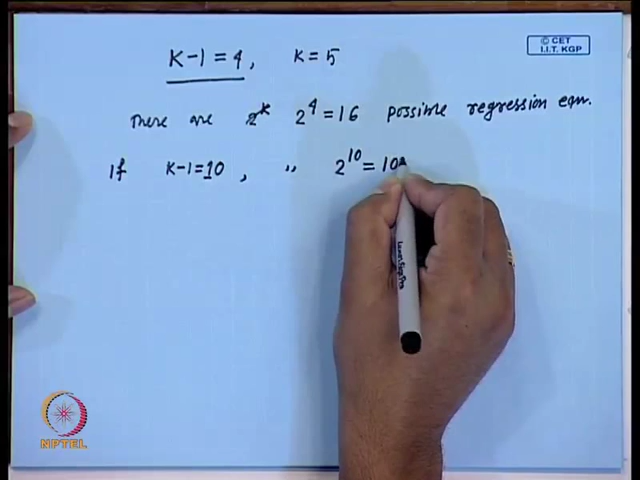 © CET
I.I.T. KGP
K-1=4, K=5
There are 2^4=16 possible regression eqn.
If K-1=10, ,, 2^10=10
NPTEL